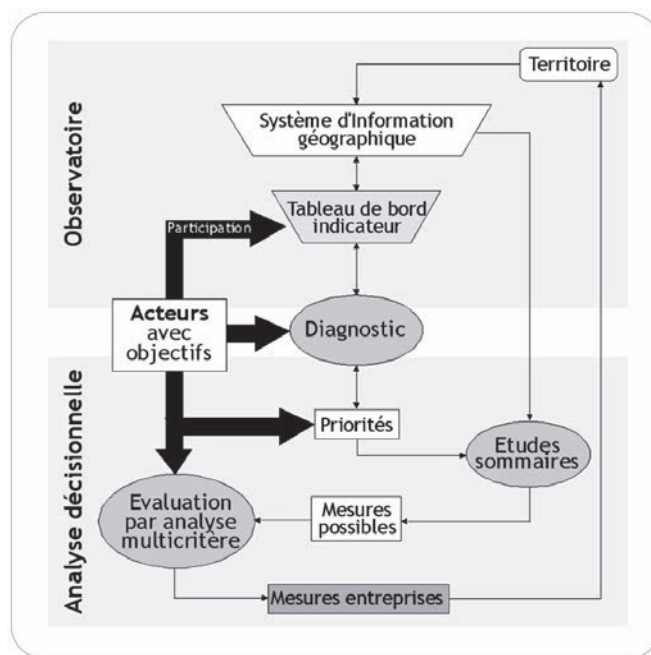 Observatoire
Territoire
Système d'Information
géographique
Tableau de bord
indicateur
Participation
Acteurs
avec
objectifs
Diagnostic
Analyse décisionnelle
Priorités
Etudes
sommaires
Evaluation
par analyse
multicritère
Mesures
possibles
Mesures entreprises